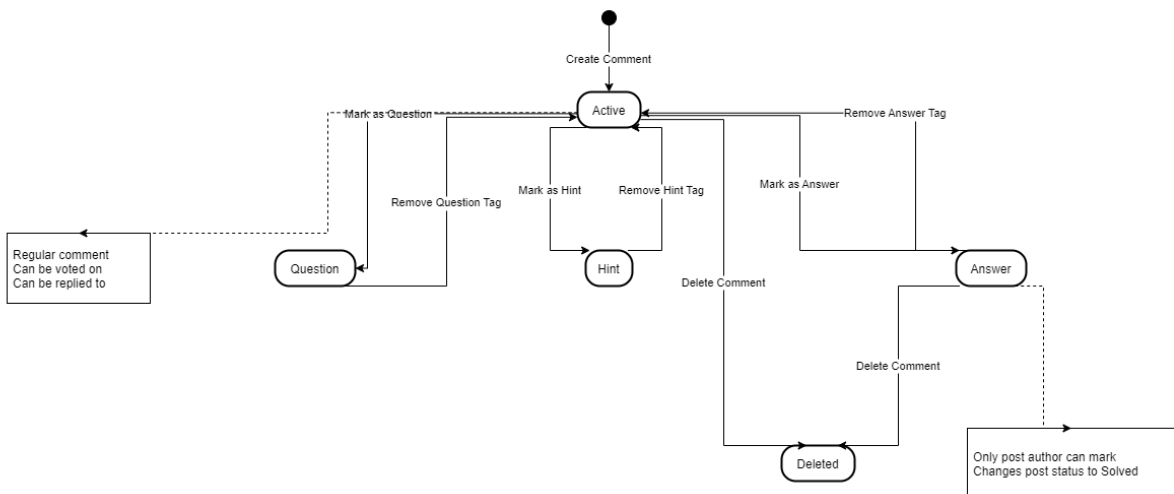 Create Comment
Active
Mark as Question
Remove Answer Tag
Mark as Hint
Remove Hint Tag
Mark as Answer
Remove Question Tag
Regular comment
Can be voted on
Can be replied to
Question
Hint
Answer
Delete Comment
Delete Comment
Deleted
Only post author can mark
Changes post status to Solved